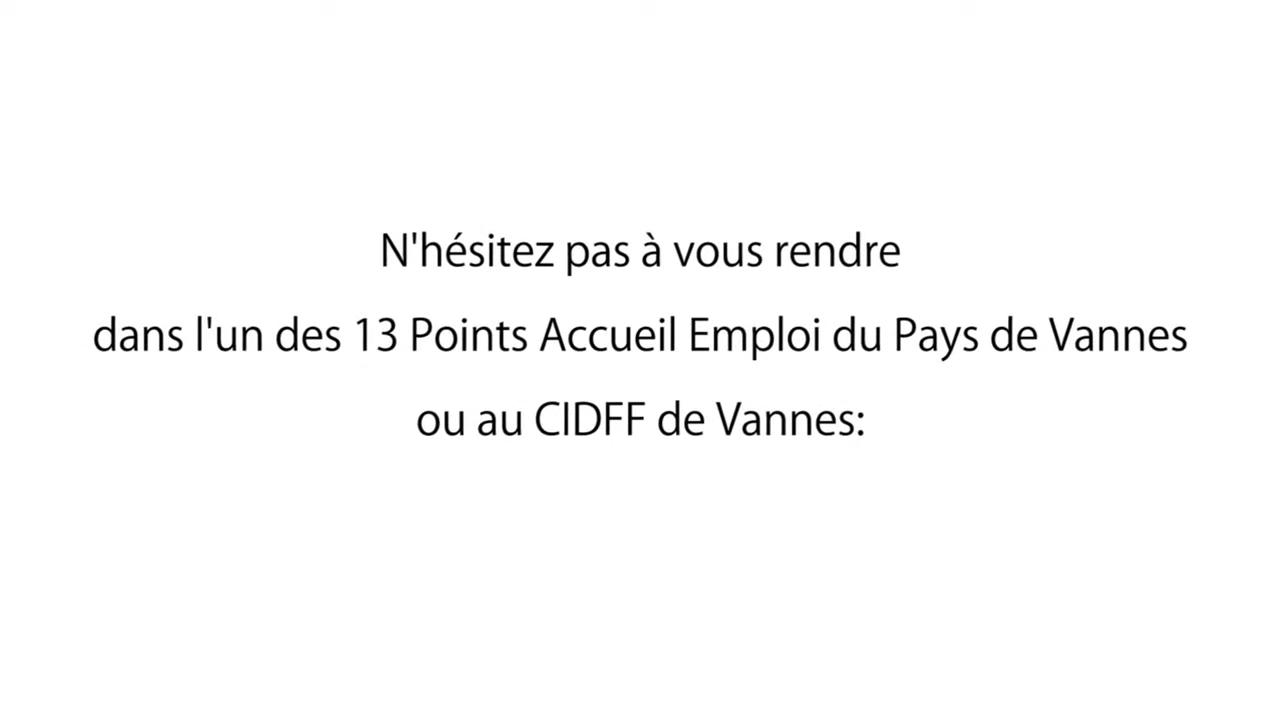 N'hésitez pas à vous rendre
dans l'un des 13 Points Accueil Emploi du Pays de Vannes
ou au CIDFF de Vannes: